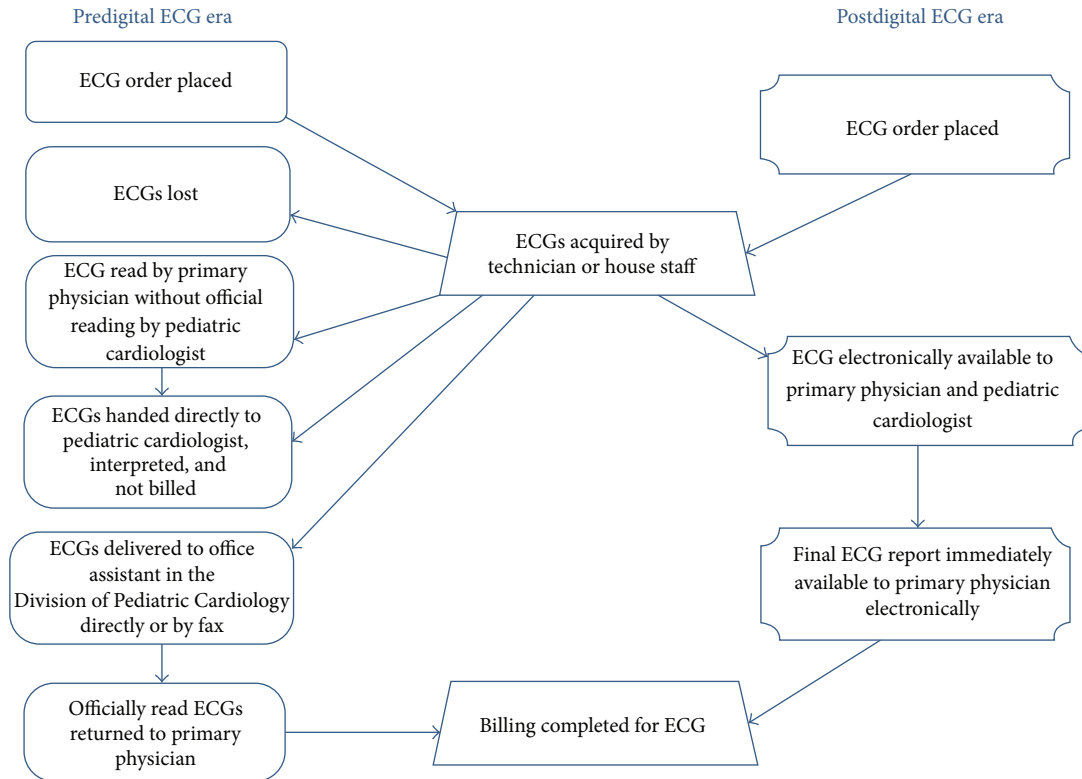 Predigital ECG era
Postdigital ECG era
ECG order placed
ECG order placed
ECGs lost
ECGs acquired by
technician or house staff
ECG read by primary
physician without official
reading by pediatric
cardiologist
ECG electronically available to
primary physician and pediatric
cardiologist
ECGs handed directly to
pediatric cardiologist,
interpreted, and
not billed
ECGs delivered to office
assistant in the
Division of Pediatric Cardiology
directly or by fax
Final ECG report immediately
available to primary physician
electronically
Officially read ECGs
returned to primary
physician
Billing completed for ECG